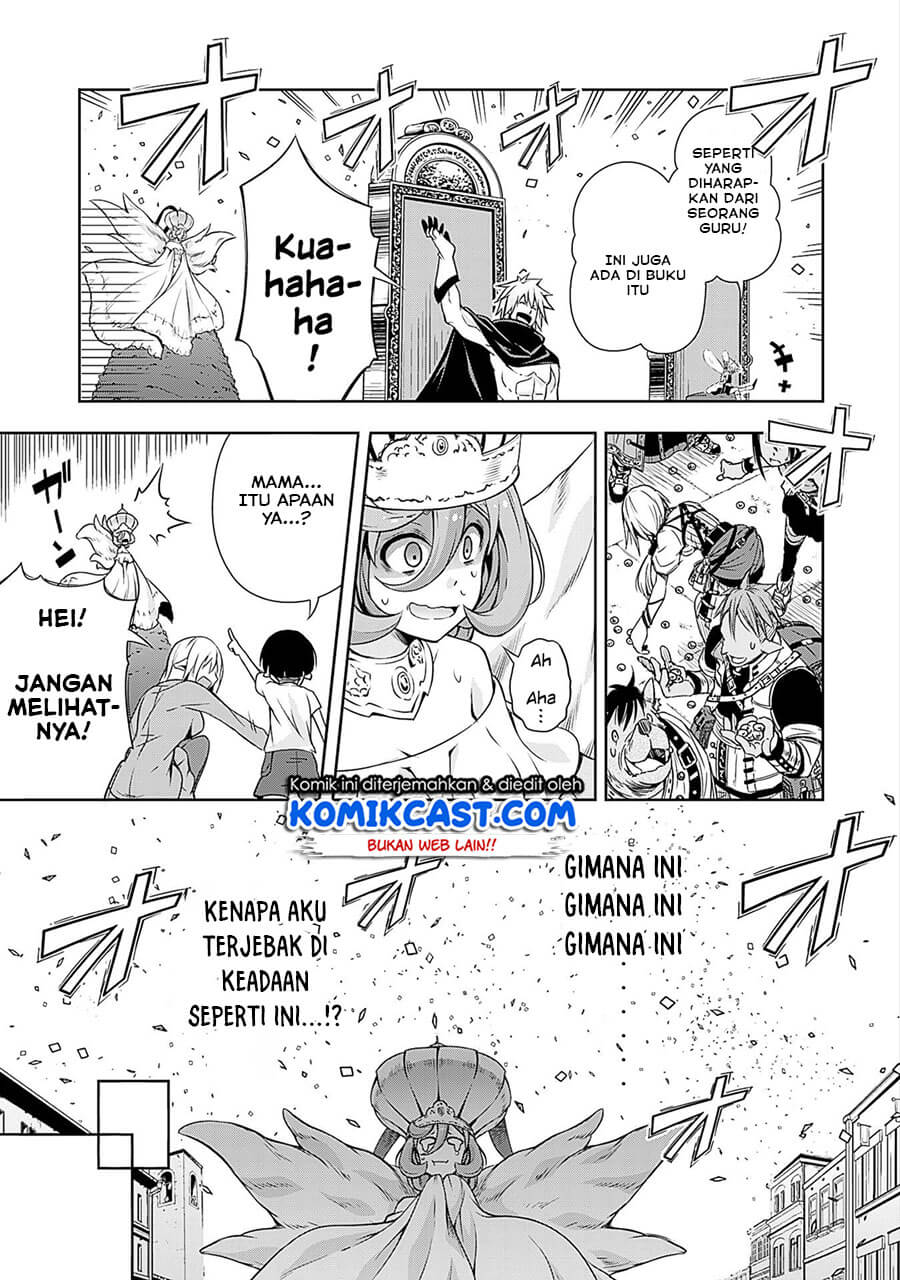 SEPERTI
YANG
DIHARAP-
KAN DARI
SEORANG
GURU!
INI JUGA
ADA DI BUKU
ITU
Kua-
haha-
ha
!
Ah
Aha
...
MAMA...
ITU APAAN
YA...?
HEI!
JANGAN
MELIHAT-
NYA!
Komik ini diterjemahkan & diedit oleh
KOMIKCAST.COM
BUKAN WEB LAIN!!
GIMANA INI
GIMANA INI
GIMANA INI
......
KENAPA AKU
TERJEBAK DI
KEADAAN
SEPERTI INI...!?